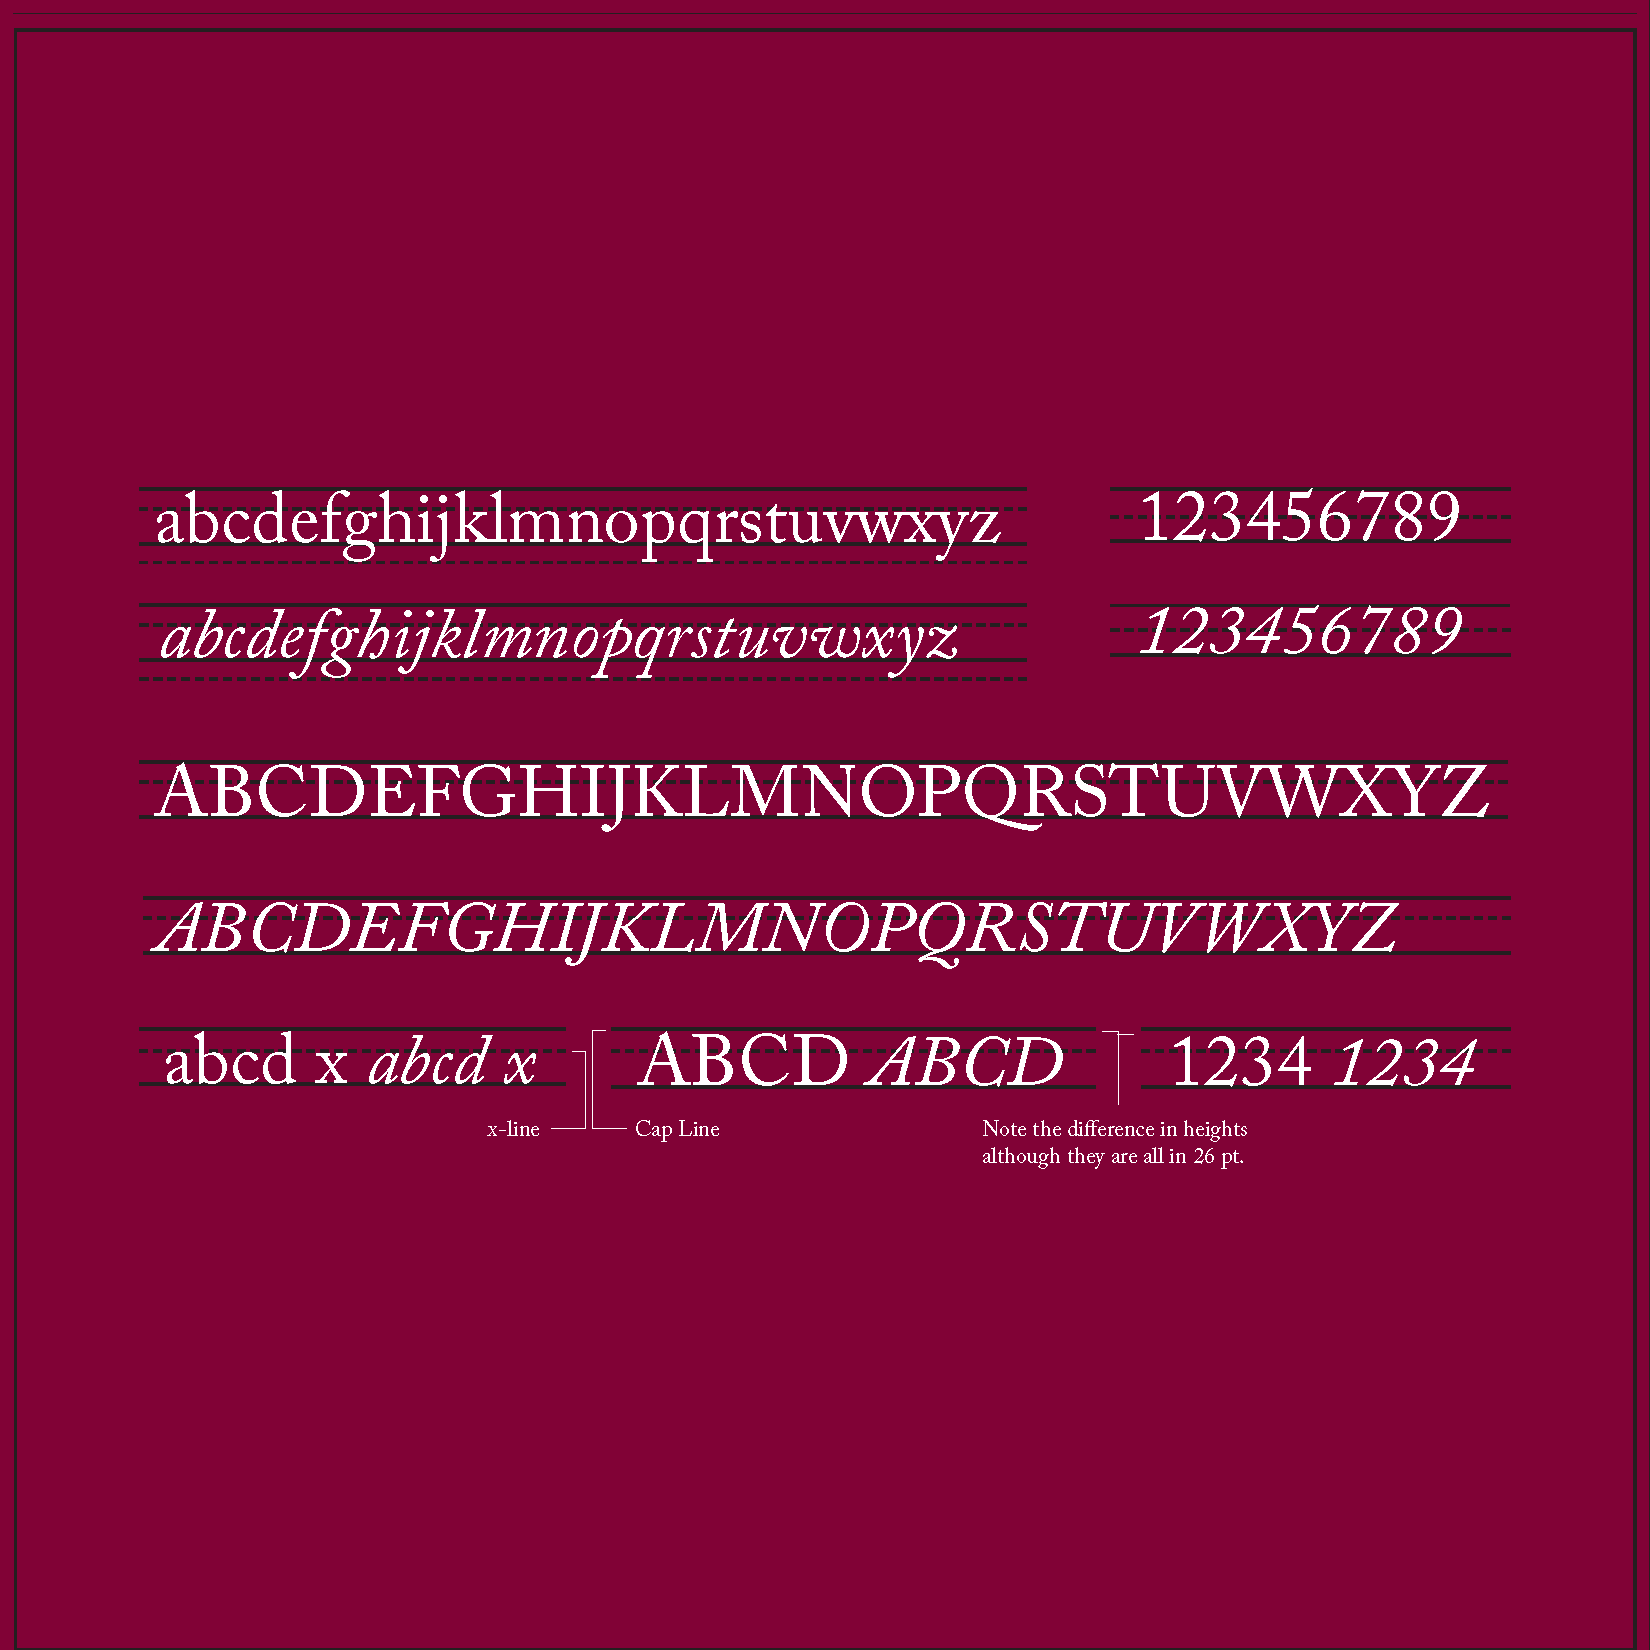 abcdefghijklmnopqrstuvwxyz 123456789
abcdefghijklmnopqrstuvwxyz 123456789
ABCDEFGHIJKLMNOPQRSTUVWXYZ
ABCDEFGHIJKLMNOPQRSTUVWXYZ
abcd x abcd x ABCD ABCD 1234 1234
x-line Cap Line
Note the difference in heights
although they are all in 26 pt.